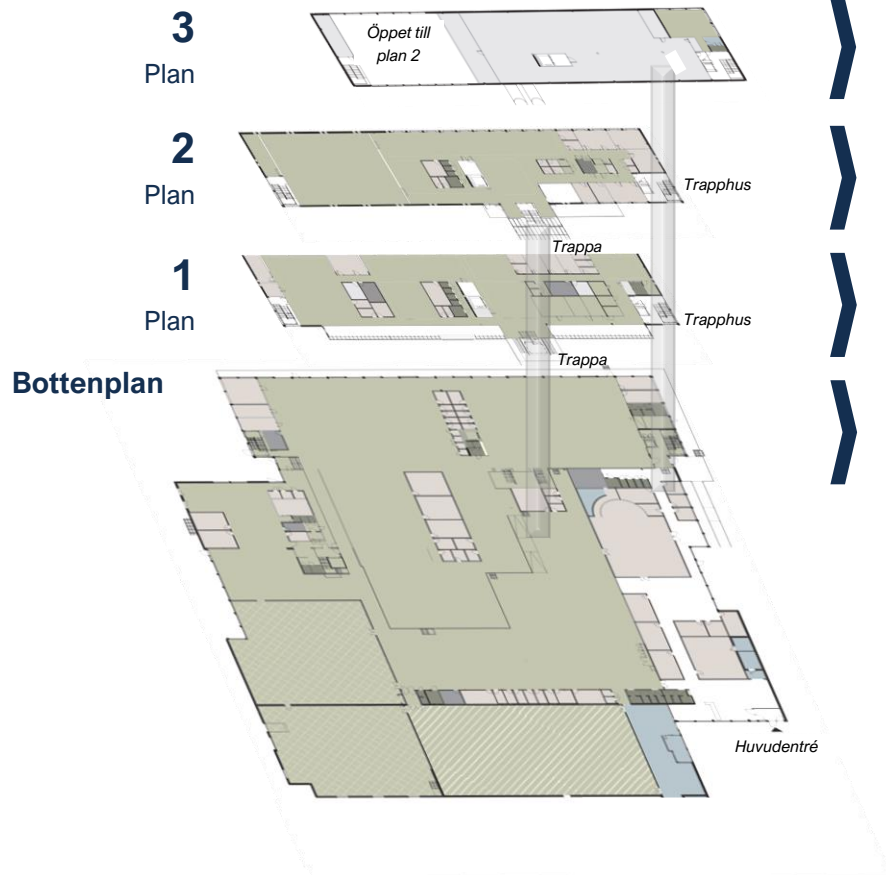 3
Plan
Öppet till
plan 2
2
Plan
Trapphus
Trappa
1
Plan
Trapphus
Trappa
Bottenplan
Huvudentré